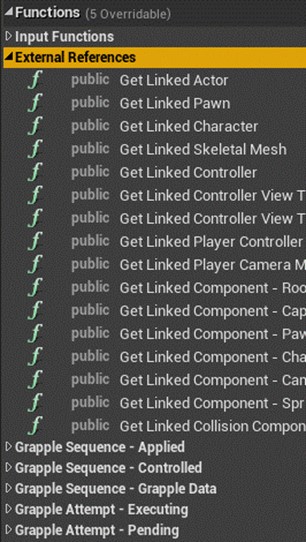 Functions (5 Overridable)
Input Functions
External References
f public Get Linked Actor
f public Get Linked Pawn
f public Get Linked Character
f public Get Linked Skeletal Mesh
f public Get Linked Controller
f public Get Linked Controller View T
f public Get Linked Controller View T
f public Get Linked Player Controller
f public Get Linked Player Camera M
f public Get Linked Component - Roo
f public Get Linked Component - Cap
f public Get Linked Component - Paw
f public Get Linked Component - Cha
f public Get Linked Component - Cam
f public Get Linked Component - Spr
f public Get Linked Collision Compon
Grapple Sequence - Applied
Grapple Sequence - Controlled
Grapple Sequence - Grapple Data
Grapple Attempt - Executing
Grapple Attempt - Pending